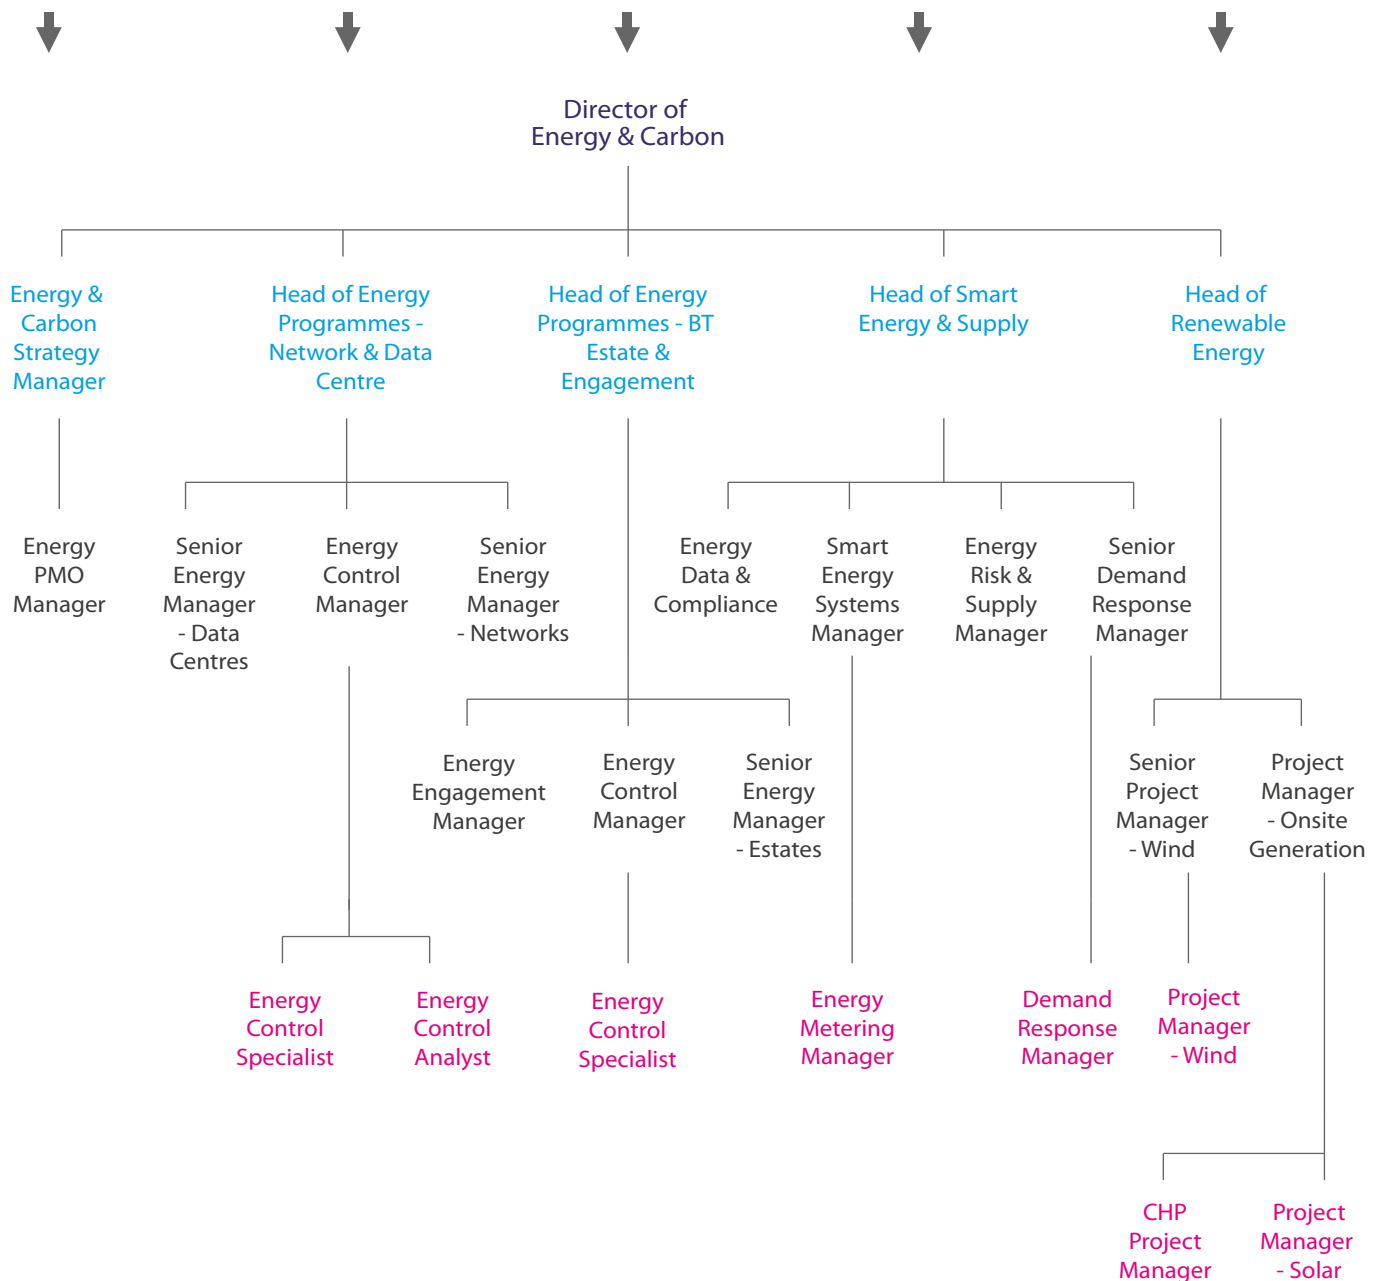 Director of
Energy & Carbon
Energy &
Carbon
Strategy
Manager
Head of Energy
Programmes -
Network & Data
Centre
Head of Energy
Programmes - BT
Estate &
Engagement
Head of Smart
Energy & Supply
Head of
Renewable
Energy
Energy
PMO
Manager
Senior
Energy
Manager
- Data
Centres
Energy
Control
Manager
Senior
Energy
Manager
- Networks
Energy
Data &
Compliance
Smart
Energy
Systems
Manager
Energy
Risk &
Supply
Manager
Senior
Demand
Response
Manager
Energy
Engagement
Manager
Energy
Control
Manager
Senior
Energy
Manager
- Estates
Senior
Project
Manager
- Wind
Project
Manager
- Onsite
Generation
Energy
Control
Specialist
Energy
Control
Analyst
Energy
Control
Specialist
Energy
Metering
Manager
Demand
Response
Manager
Project
Manager
- Wind
CHP
Project
Manager
Project
Manager
- Solar